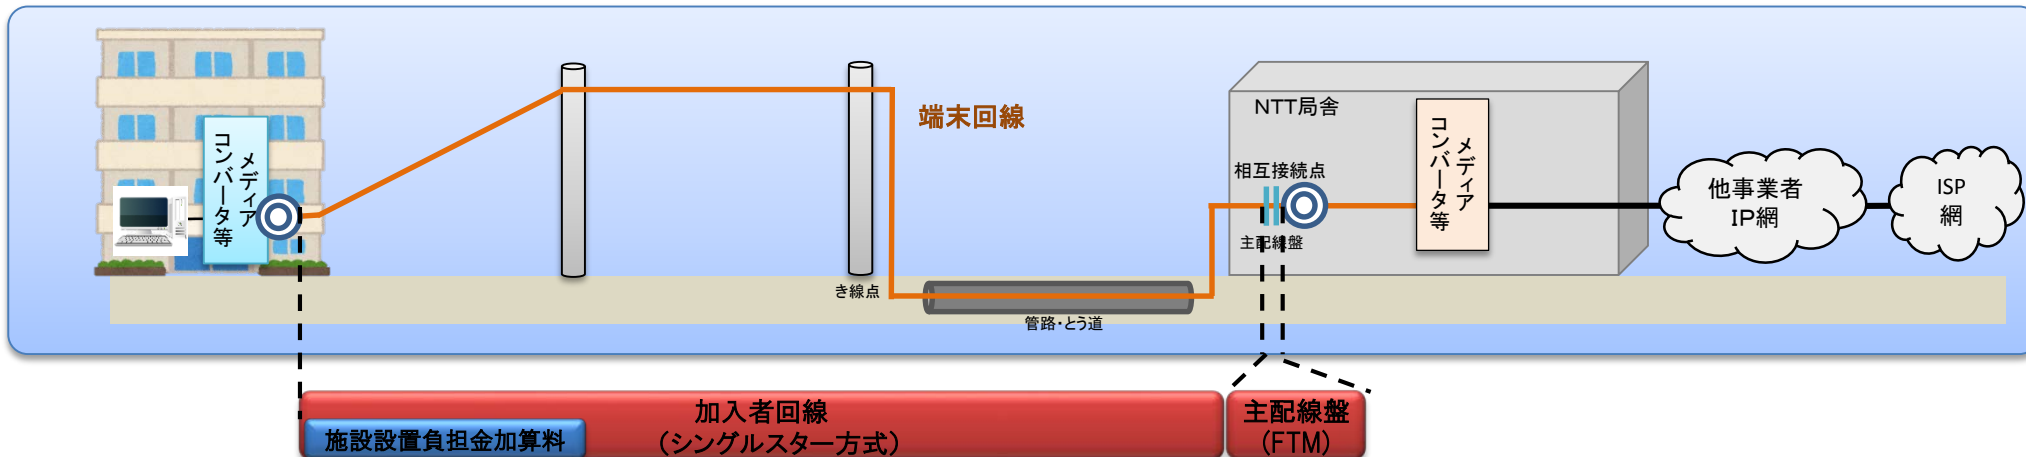 メディア
コンバータ等
端末回線
き線点
管路・とう道
NTT局舎
相互接続点
主配線盤
メディア
コンバータ等
他事業者
IP網
ISP
網
加入者回線
(シングルスター方式)
施設設置負担金加算料
主配線盤
(FTM)